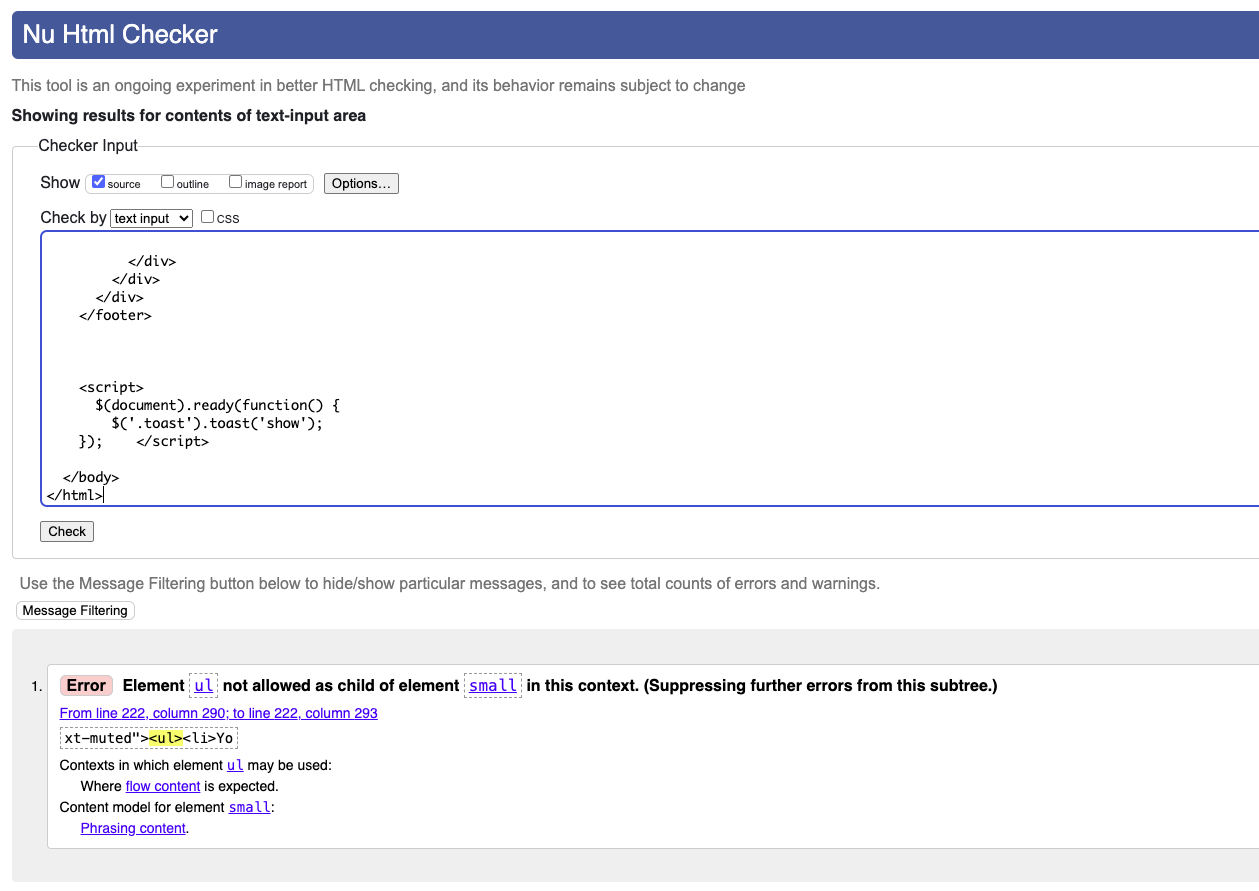 Nu Html Checker
This tool is an ongoing experiment in better HTML checking, and its behavior remains subject to change
Showing results for contents of text-input area
Checker Input
Show source outline image report Options...
Check by text input css
</div>
</div>
</div>
</footer>
<script>
$(document).ready(function() {
$('.toast').toast('show');
}); </script>
</body>
</html>
Check
Use the Message Filtering button below to hide/show particular messages, and to see total counts of errors and warnings.
Message Filtering
1. Error Element ul not allowed as child of element small in this context. (Suppressing further errors from this subtree.)
From line 222, column 290; to line 222, column 293
xt-muted"><ul><li>Yo
Contexts in which element ul may be used:
Where flow content is expected.
Content model for element small:
Phrasing content.